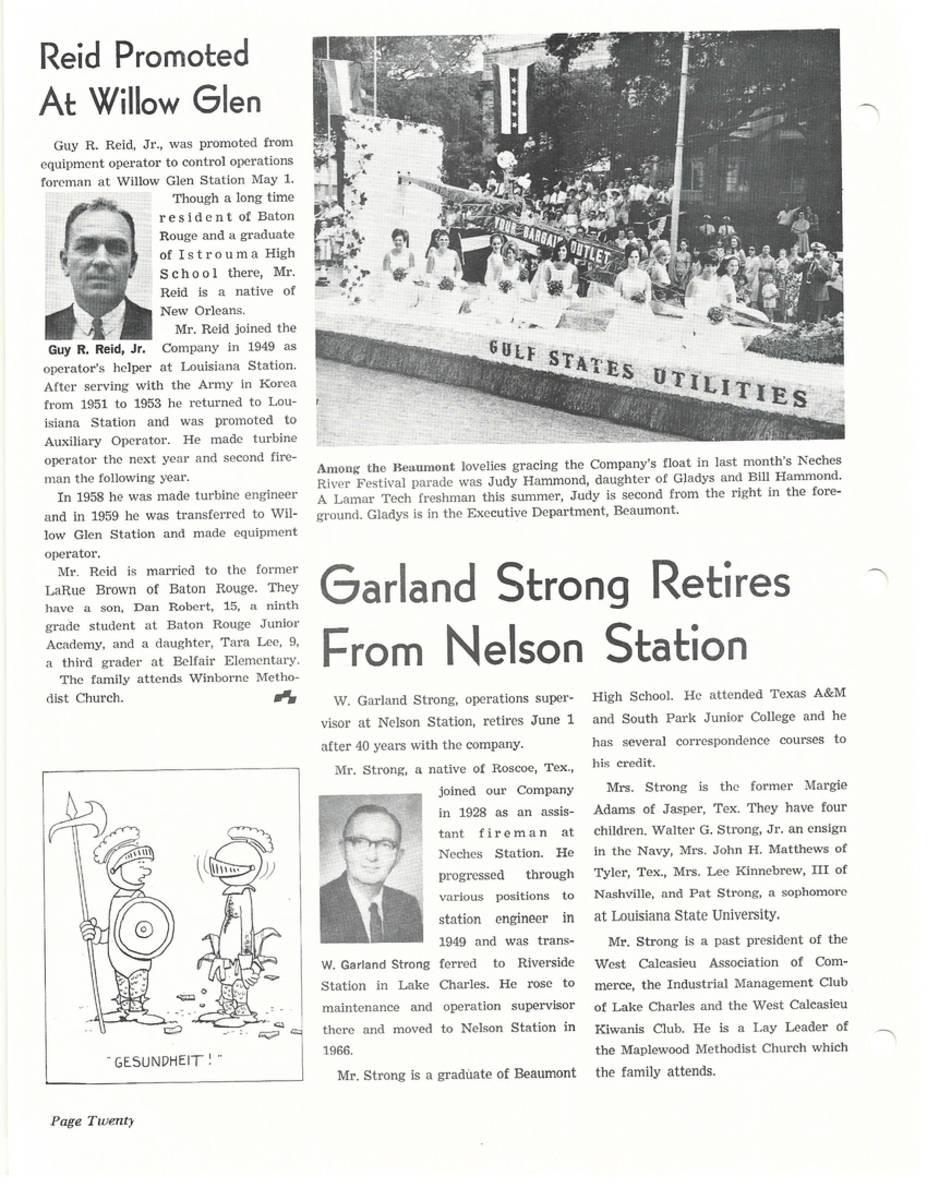 Reid Promoted
At Willow Glen
Guy R. Reid, Jr., was promoted from
equipment operator to control operations
foreman at Willow Glen Station May 1.
Though a long time
resident of Baton
Rouge and a graduate
of Istrouma High
School there, Mr.
Reid is a native of
New Orleans.
Mr. Reid joined the
Guy R. Reid, Jr.
Company in 1949 as
operator's helper at Louisiana Station.
After serving with the Army in Korea
from 1951 to 1953 he returned to Lou-
isiana Station and was promoted to
Auxiliary Operator. He made turbine
operator the next year and second fire-
man the following year.
In 1958 he was made turbine engineer
and in 1959 he was transferred to Wil-
low Glen Station and made equipment
operator.
Mr. Reid is married to the former
LaRue Brown of Baton Rouge. They
have a son, Dan Robert, 15, a ninth
grade student at Baton Rouge Junior
Academy, and a daughter, Tara Lee, 9,
a third grader at Belfair Elementary.
The family attends Winborne Metho-
dist Church.
"GESUNDHEIT!"
YOUR BARGAIN OUTLET
GULF STATES UTILITIES
Among the Beaumont lovelies gracing the Company's float in last month's Neches
River Festival parade was Judy Hammond, daughter of Gladys and Bill Hammond.
A Lamar Tech freshman this summer, Judy is second from the right in the fore-
ground. Gladys is in the Executive Department, Beaumont.
Garland Strong Retires
From Nelson Station
W. Garland Strong, operations super-
visor at Nelson Station, retires June 1
after 40 years with the company.
Mr. Strong, a native of Roscoe, Tex.,
joined our Company
in 1928 as an assis-
tant fireman at
Neches Station. He
progressed through
various positions to
station engineer in
1949 and was trans-
W. Garland Strong
ferred to Riverside
Station in Lake Charles. He rose to
maintenance and operation supervisor
there and moved to Nelson Station in
1966.
Mr. Strong is a graduate of Beaumont
High School. He attended Texas A&M
and South Park Junior College and he
has several correspondence courses to
his credit.
Mrs. Strong is the former Margie
Adams of Jasper, Tex. They have four
children. Walter G. Strong, Jr. an ensign
in the Navy, Mrs. John H. Matthews of
Tyler, Tex., Mrs. Lee Kinnebrew, III of
Nashville, and Pat Strong, a sophomore
at Louisiana State University.
Mr. Strong is a past president of the
West Calcasieu Association of Com-
merce, the Industrial Management Club
of Lake Charles and the West Calcasieu
Kiwanis Club. He is a Lay Leader of
the Maplewood Methodist Church which
the family attends.
Page Twenty